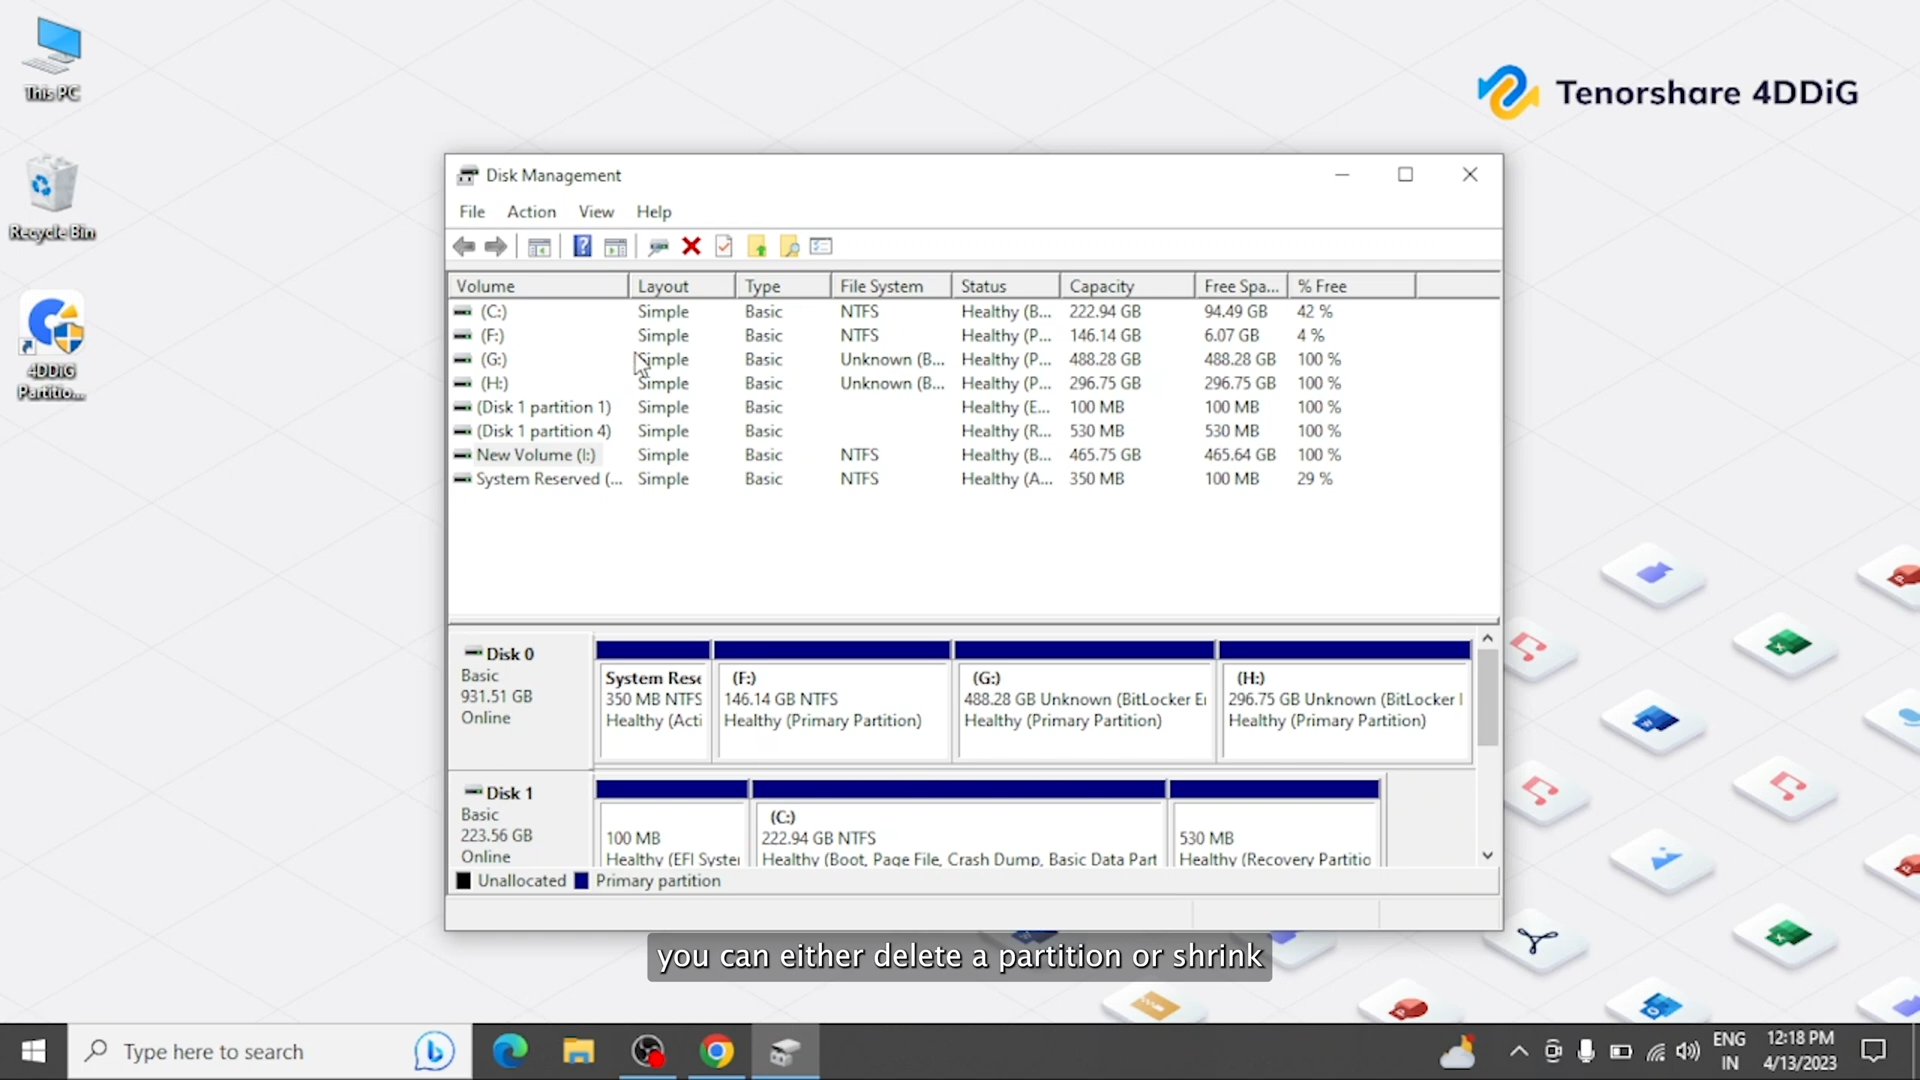 This PC
Recycle Bin
4DDiG
Partitio...
Tenorshare 4DDiG
Disk Management
File Action View Help
Volume Layout Type File System Status Capacity Free Spa... % Free
(C:) Simple Basic NTFS Healthy (B... 222.94 GB 94.49 GB 42 %
(F:) Simple Basic NTFS Healthy (P... 146.14 GB 6.07 GB 4 %
(G:) Simple Basic Unknown (B... Healthy (P... 488.28 GB 488.28 GB 100 %
(H:) Simple Basic Unknown (B... Healthy (P... 296.75 GB 296.75 GB 100 %
(Disk 1 partition 1) Simple Basic Healthy (E... 100 MB 100 MB 100 %
(Disk 1 partition 4) Simple Basic Healthy (R... 530 MB 530 MB 100 %
New Volume (I:) Simple Basic NTFS Healthy (B... 465.75 GB 465.64 GB 100 %
System Reserved (... Simple Basic NTFS Healthy (A... 350 MB 100 MB 29 %
Disk 0
Basic
931.51 GB
Online
System Rese
350 MB NTFS
Healthy (Acti
(F:)
146.14 GB NTFS
Healthy (Primary Partition)
(G:)
488.28 GB Unknown (BitLocker Er
Healthy (Primary Partition)
(H:)
296.75 GB Unknown (BitLocker I
Healthy (Primary Partition)
Disk 1
Basic
223.56 GB
Online
100 MB
Healthy (EFI Syster
(C:)
222.94 GB NTFS
Healthy (Boot, Page File, Crash Dump, Basic Data Part
530 MB
Healthy (Recovery Partitio
Unallocated Primary partition
you can either delete a partition or shrink
Type here to search
ENG
IN
12:18 PM
4/13/2023